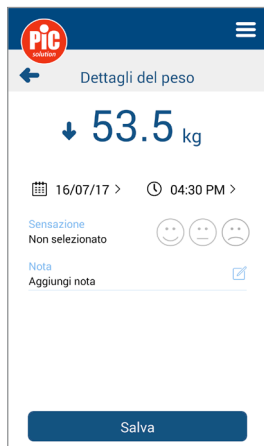 PiC
solution
Dettagli del peso
53.5 kg
16/07/17 >
04:30 PM >
Sensazione
Non selezionato
Nota
Aggiungi nota
Salva